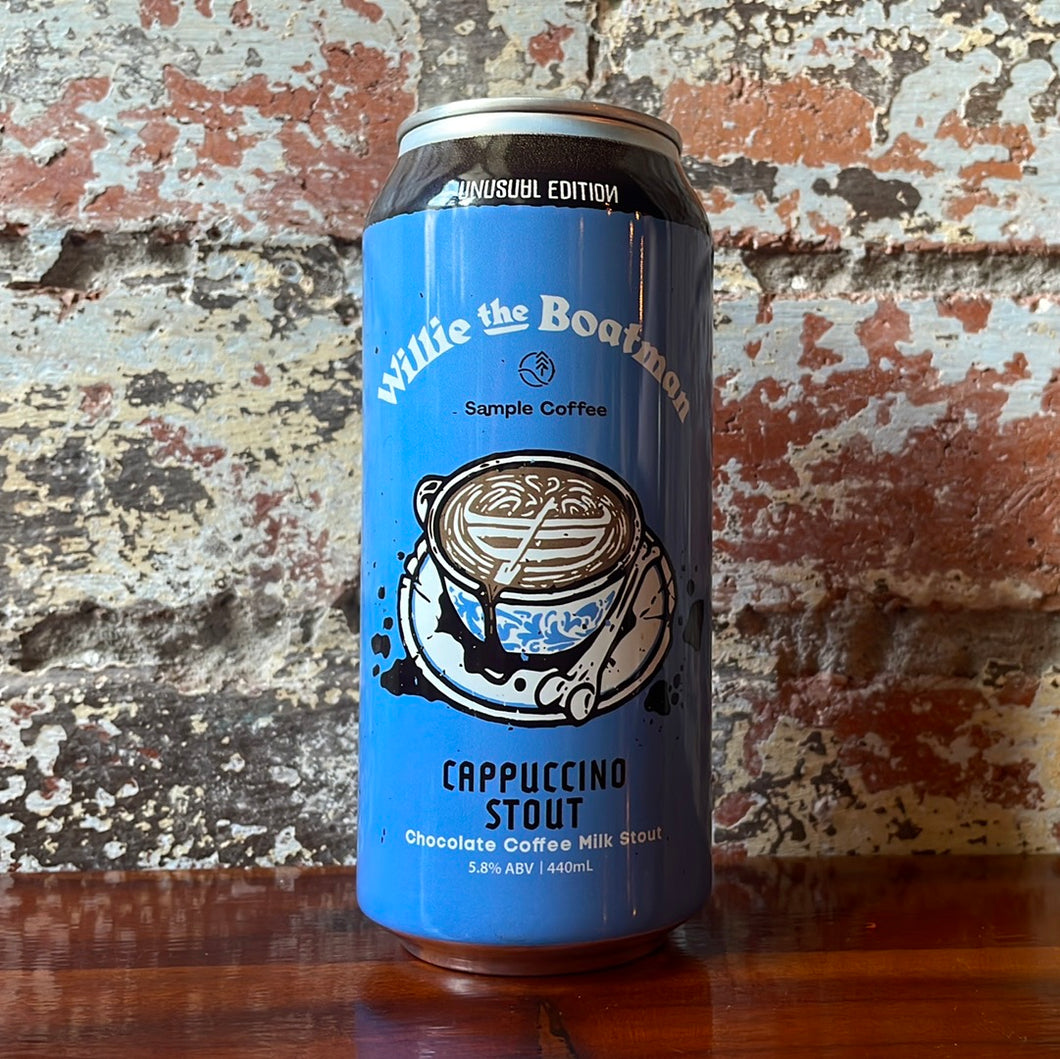 UNUSUAL EDITION
Willie the Boatman
Sample Coffee
CAPPUCCINO
STOUT
Chocolate Coffee Milk Stout
5.8% ABV | 440mL